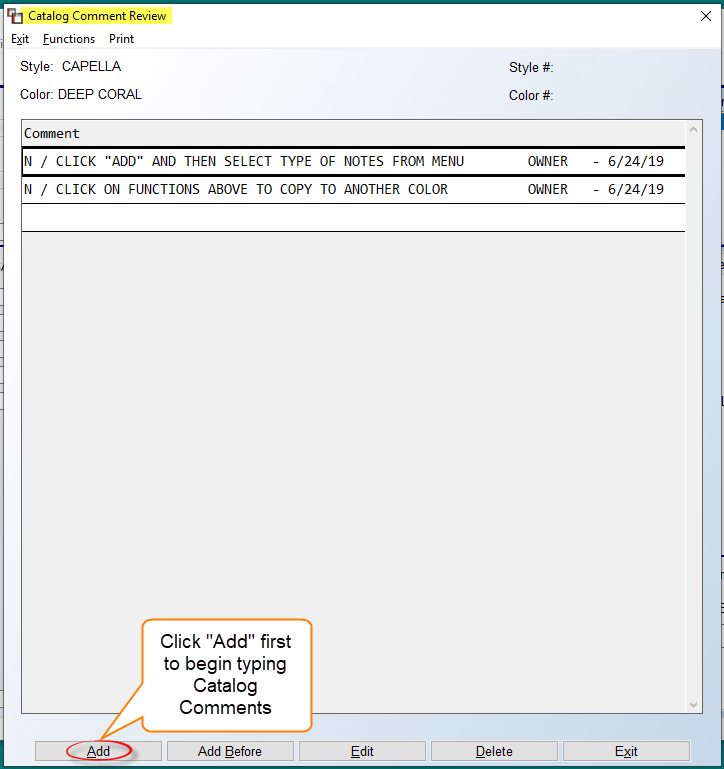 Catalog Comment Review
Exit Functions Print
Style: CAPELLA Style #:
Color: DEEP CORAL Color #:
Comment
N / CLICK "ADD" AND THEN SELECT TYPE OF NOTES FROM MENU OWNER - 6/24/19
N / CLICK ON FUNCTIONS ABOVE TO COPY TO ANOTHER COLOR OWNER - 6/24/19
Click "Add" first
to begin typing
Catalog
Comments
Add Add Before Edit Delete Exit